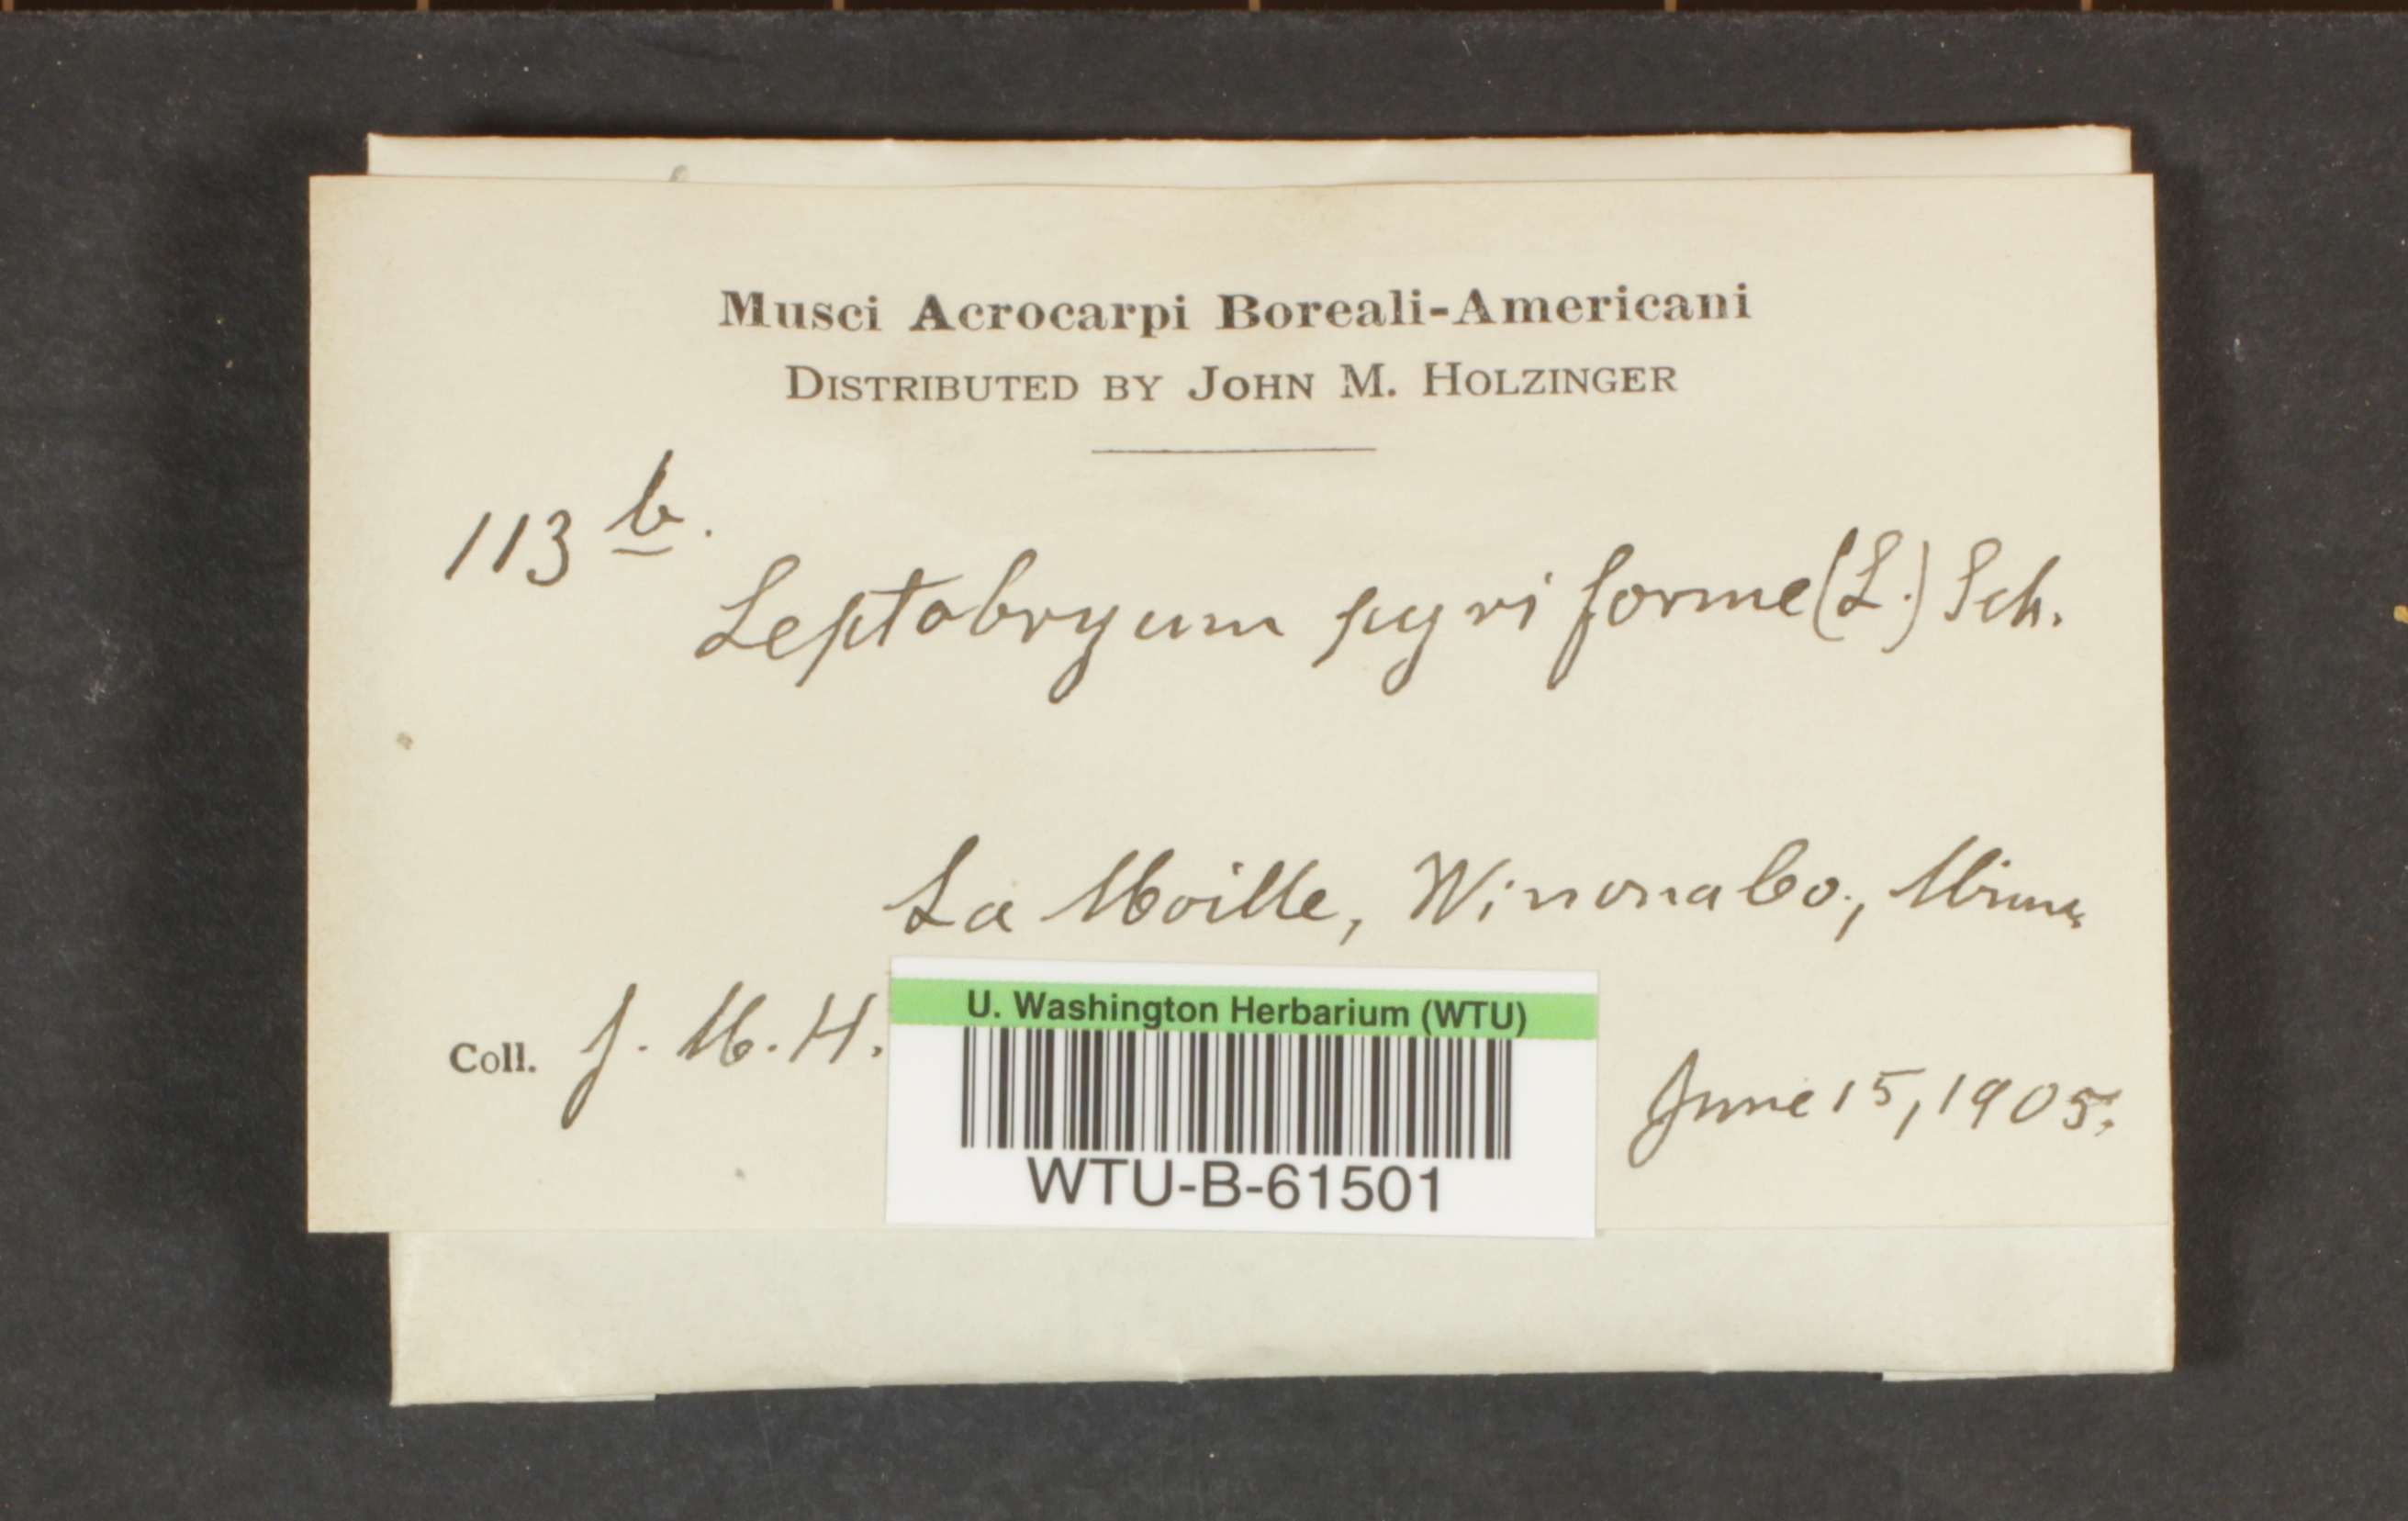 Musci Acrocarpi Boreali-Americani
DISTRIBUTED BY JOHN M. HOLZINGER
113 b.
Leptobryum pyriforme (L.) Sch.
La Moille, Winona Co., Minn.
Coll. J. M. H.
U. Washington Herbarium (WTU)
WTU-B-61501
June 15, 1905.